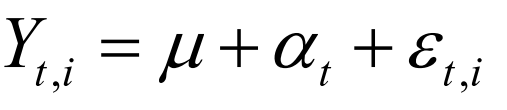 Y_{t,i} = μ + α_t + ε_{t,i}